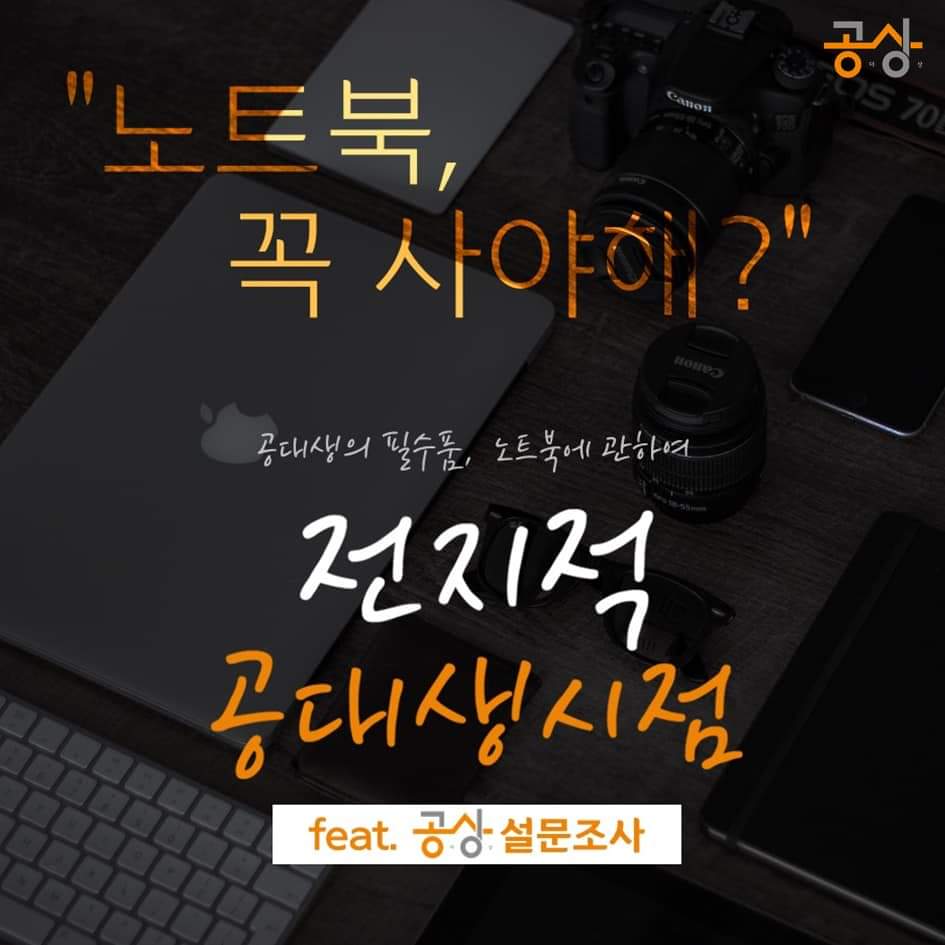 공상
"노트북,
꼭 사야해?"
Canon
OS 70
Canon
공대생의 필수품, 노트북에 관하여
전지적
공대생시점
feat. 공상 설문조사